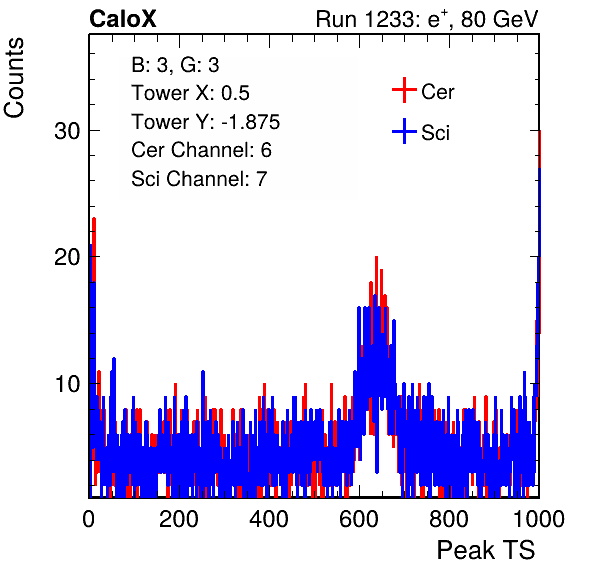 CaloX Run 1233: e⁺, 80 GeV
Counts
B: 3, G: 3
Tower X: 0.5
Tower Y: -1.875
Cer Channel: 6
Sci Channel: 7
Cer
Sci
30
20
10
0 200 400 600 800 1000
Peak TS